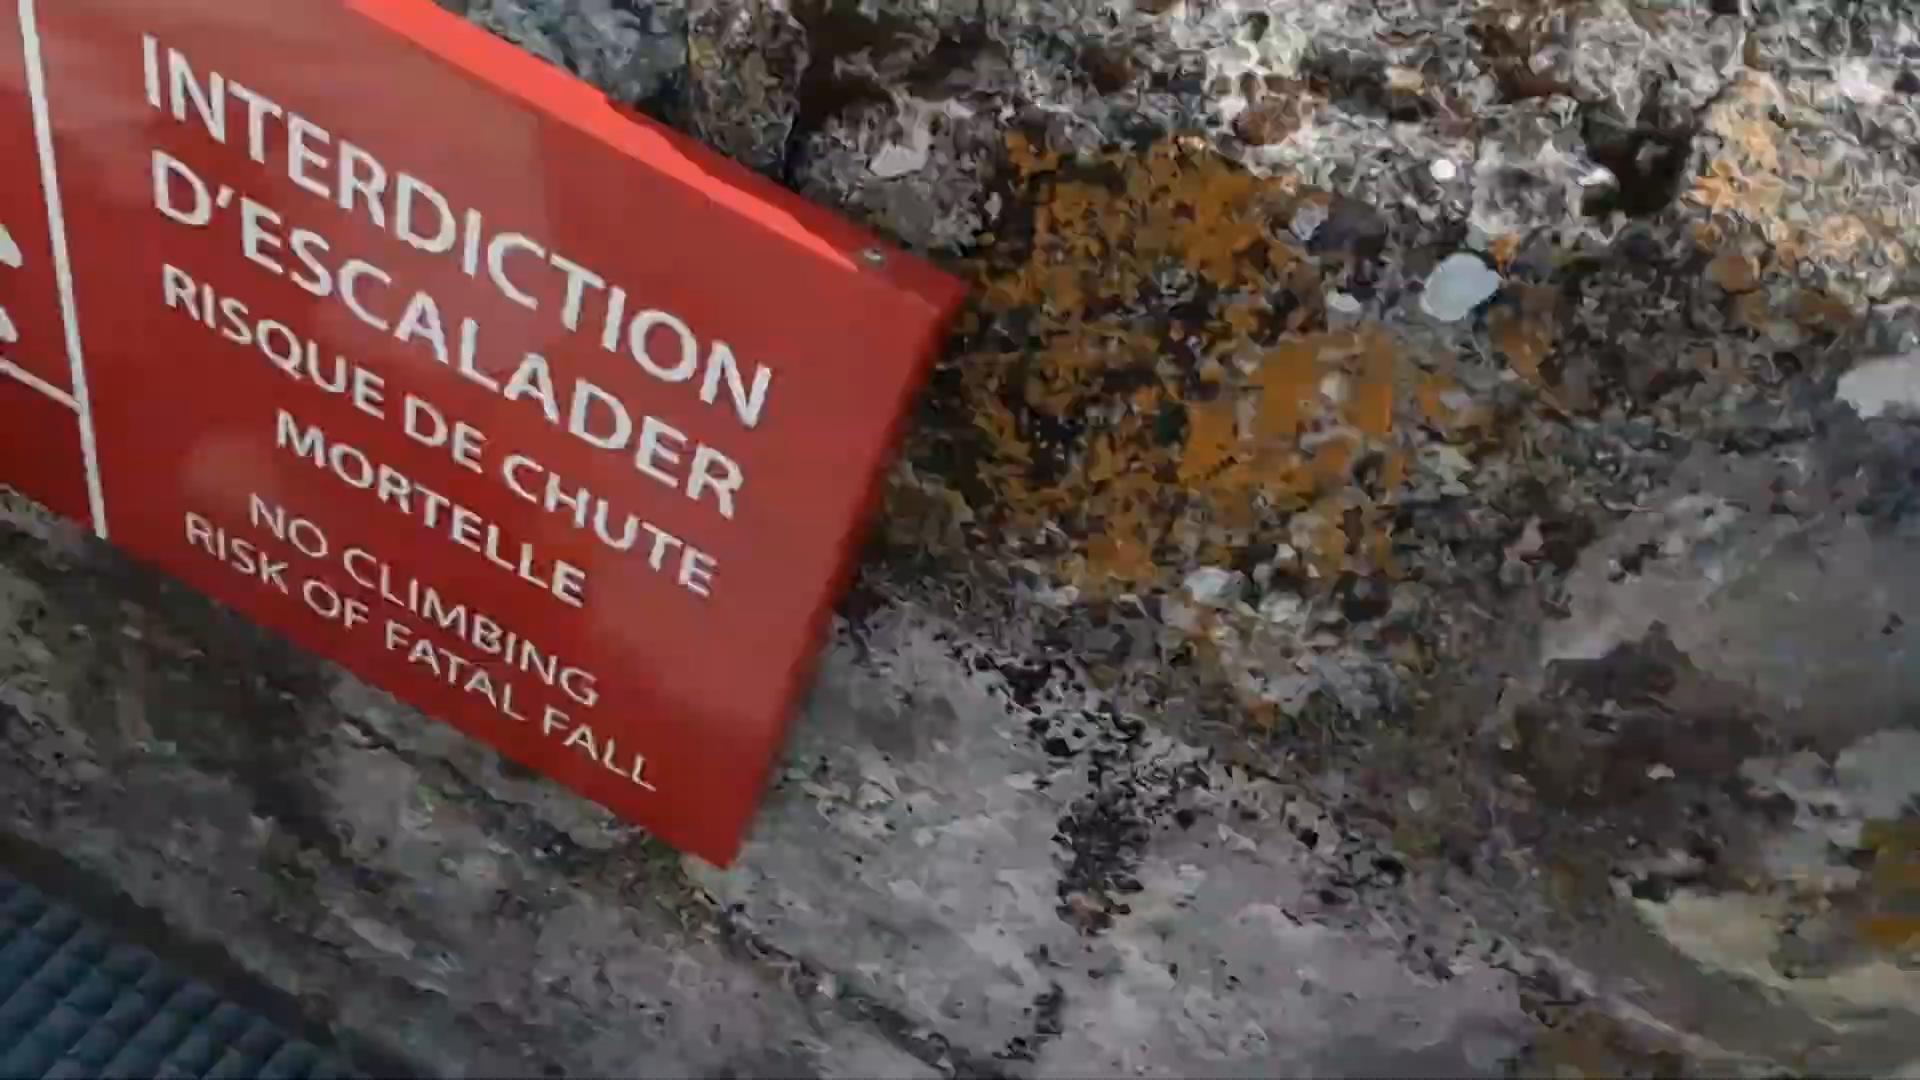 INTERDICTION
D'ESCALADER
RISQUE DE CHUTE
MORTELLE
NO CLIMBING
RISK OF FATAL FALL